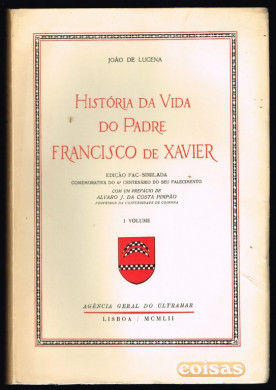 JOÃO DE LUCENA
HISTÓRIA DA VIDA
DO PADRE
FRANCISCO DE XAVIER
EDIÇÃO FAC-SIMILADA
COMEMORATIVA DO 4.º CENTENÁRIO DO SEU FALECIMENTO
COM UM PREFÁCIO DE
ALVARO J. DA COSTA PIMPÃO
PROFESSOR DA UNIVERSIDADE DE COIMBRA
I VOLUME
AGÊNCIA GERAL DO ULTRAMAR
LISBOA / MCMLII
coisas